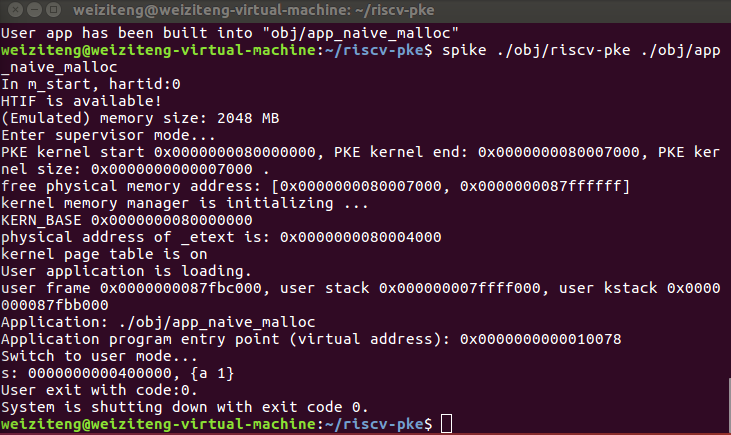 weiziteng@weiziteng-virtual-machine: ~/riscv-pke
User app has been built into "obj/app_naive_malloc"
weiziteng@weiziteng-virtual-machine:~/riscv-pke$ spike ./obj/riscv-pke ./obj/app
_naive_malloc
In m_start, hartid:0
HTIF is available!
(Emulated) memory size: 2048 MB
Enter supervisor mode...
PKE kernel start 0x0000000080000000, PKE kernel end: 0x0000000080007000, PKE ker
nel size: 0x0000000000007000 .
free physical memory address: [0x0000000080007000, 0x0000000087ffffff]
kernel memory manager is initializing ...
KERN_BASE 0x0000000080000000
physical address of _etext is: 0x0000000080004000
kernel page table is on
User application is loading.
user frame 0x0000000087fbc000, user stack 0x000000007ffff000, user kstack 0x0000
000087fbb000
Application: ./obj/app_naive_malloc
Application program entry point (virtual address): 0x0000000000010078
Switch to user mode...
s: 0000000000400000, {a 1}
User exit with code:0.
System is shutting down with exit code 0.
weiziteng@weiziteng-virtual-machine:~/riscv-pke$